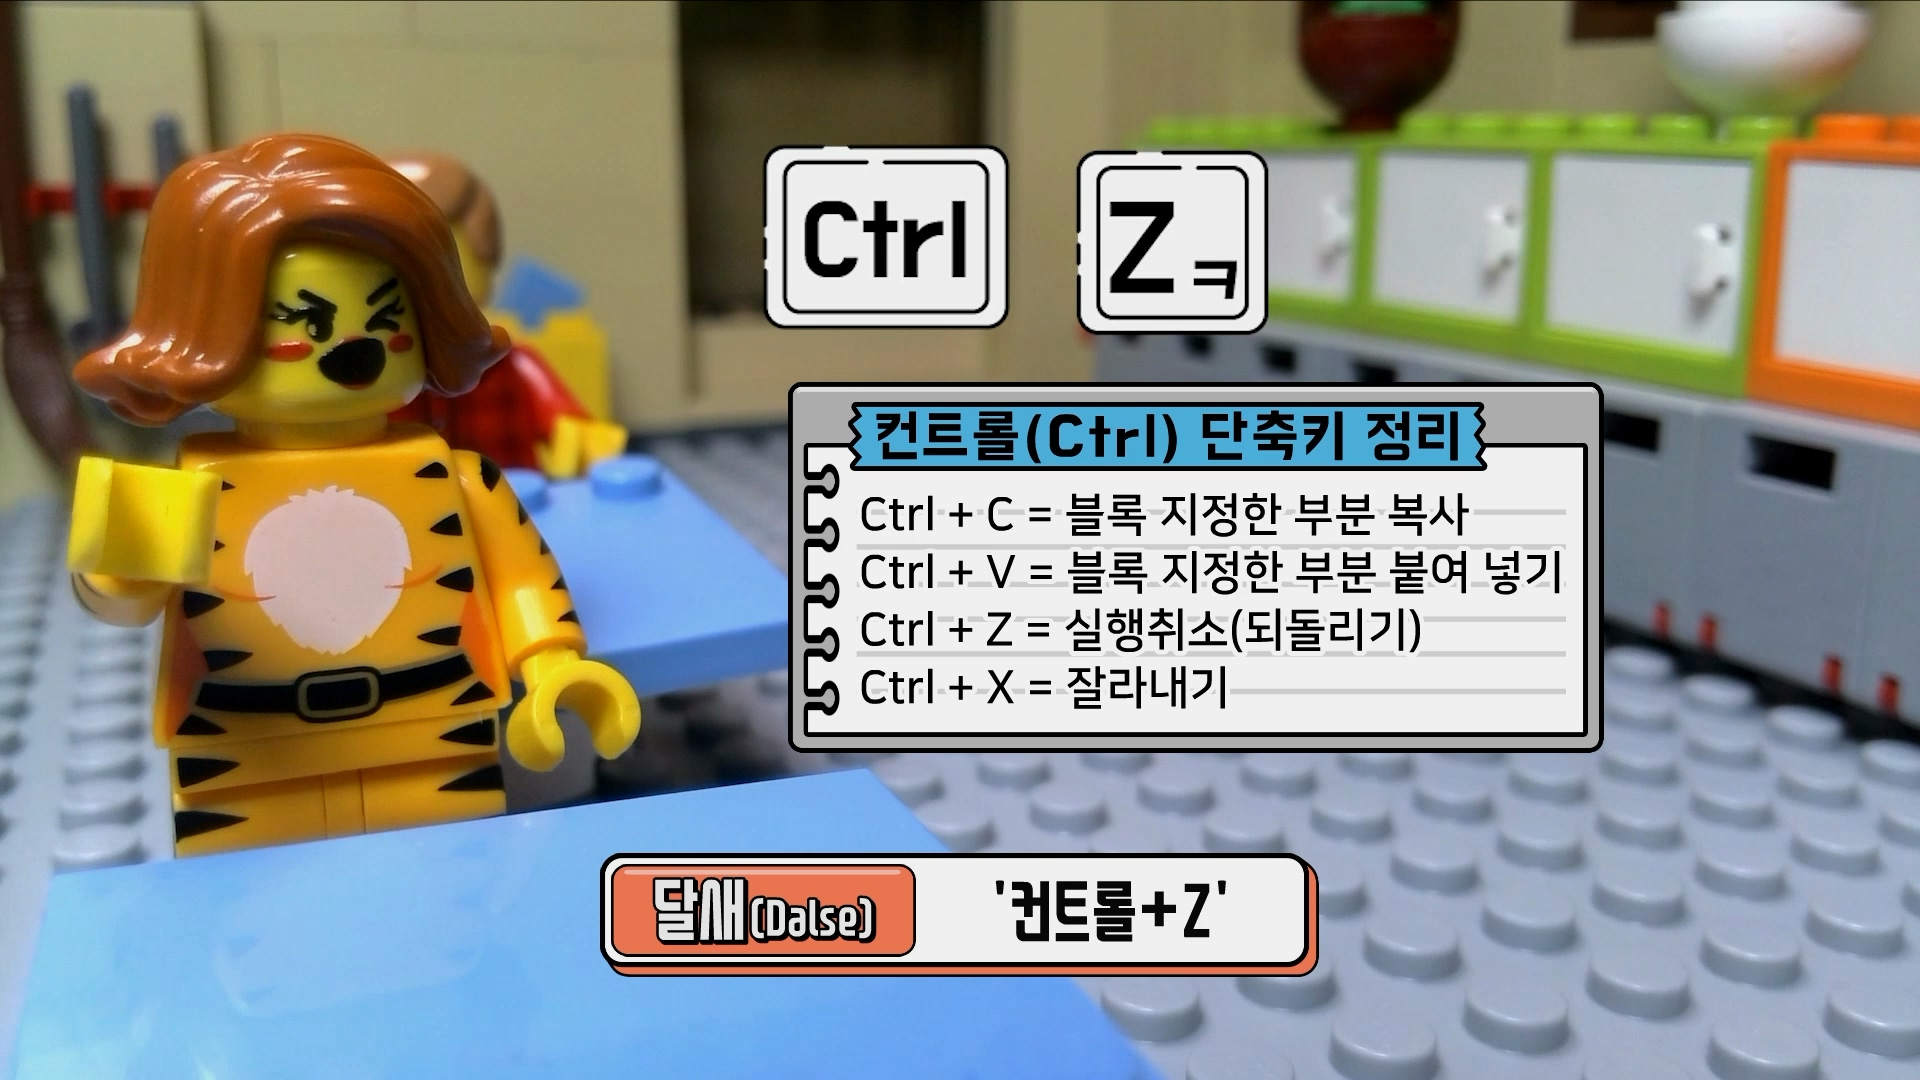 Ctrl
Z ㅋ
컨트롤(Ctrl) 단축키 정리
Ctrl + C = 블록 지정한 부분 복사
Ctrl + V = 블록 지정한 부분 붙여 넣기
Ctrl + Z = 실행취소(되돌리기)
Ctrl + X = 잘라내기
달새(Dalse) '컨트롤+Z'